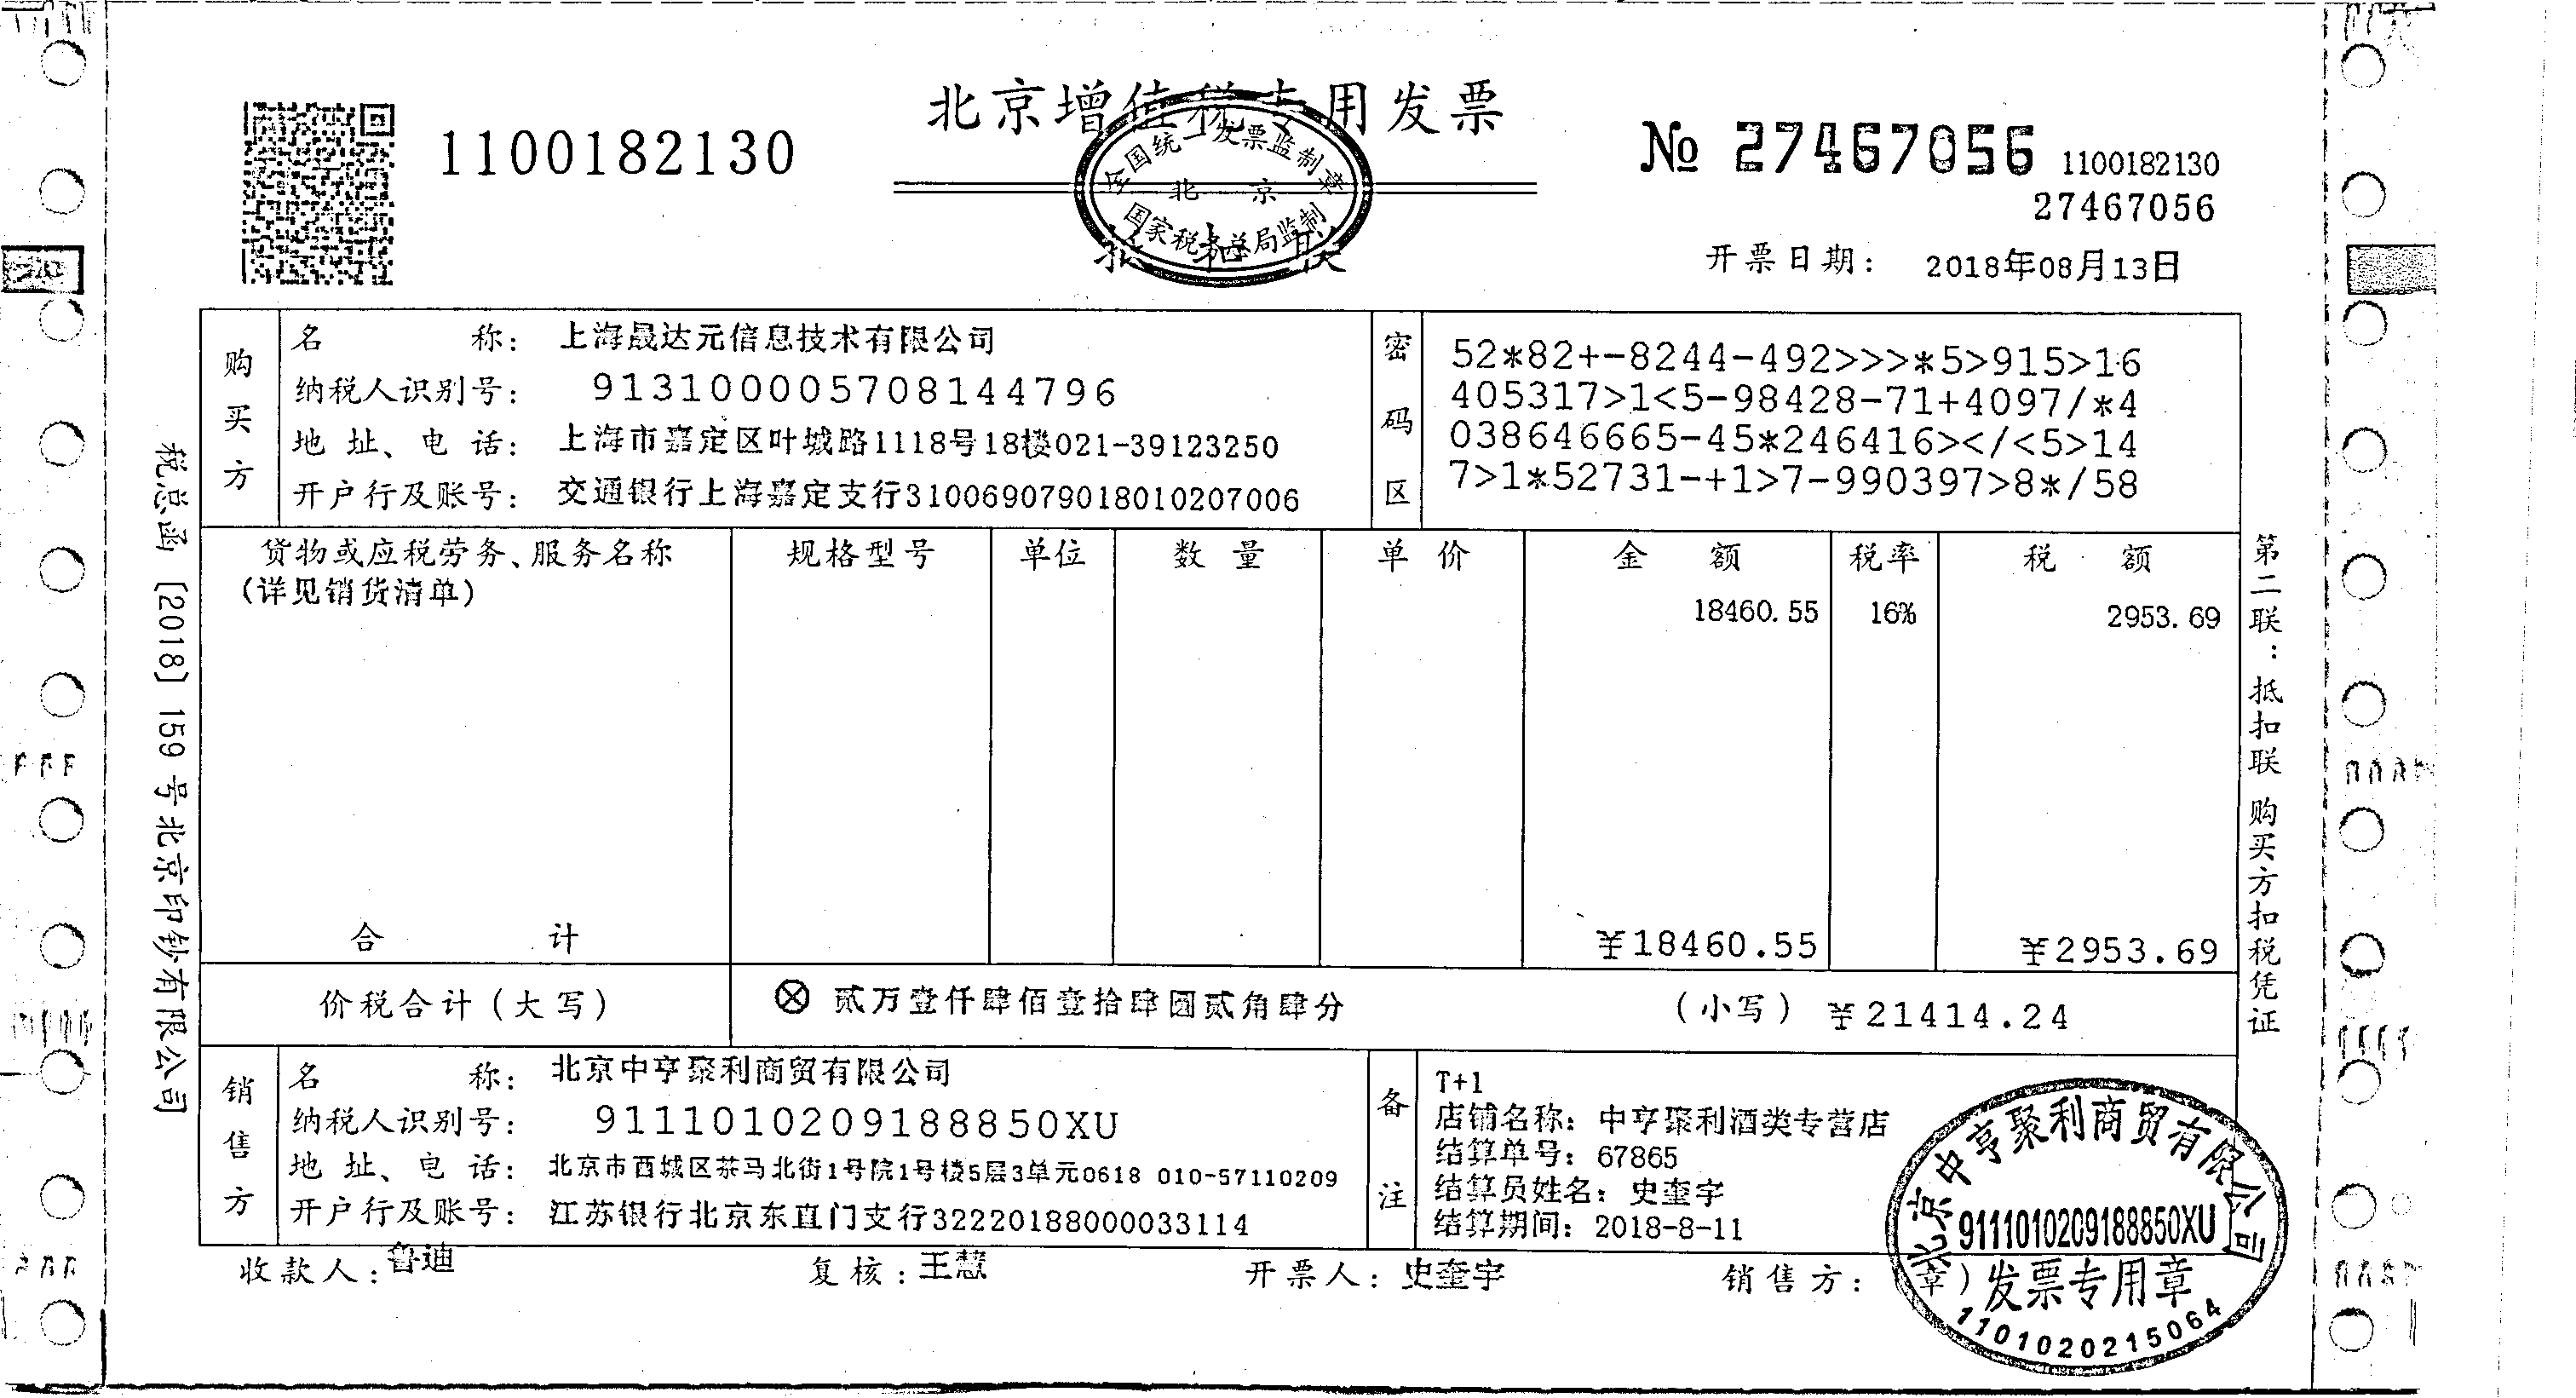 北京增值税专用发票
1100182130
№ 27467056
1100182130
27467056
全国统一发票监制章
北京
国家税务总局监制
抵扣联
开票日期： 2018年08月13日
购买方
名称： 上海晟达元信息技术有限公司
纳税人识别号： 913100005708144796
地址、电话： 上海市嘉定区叶城路1118号18楼021-39123250
开户行及账号： 交通银行上海嘉定支行310069079018010207006
密码区
52*82+-8244-492>>>*5>915>16
405317>1<5-98428-71+4097/*4
038646665-45*246416></<5>14
7>1*52731-+1>7-990397>8*/58
货物或应税劳务、服务名称 规格型号 单位 数量 单价 金额 税率 税额
(详见销货清单) 18460.55 16% 2953.69
合计 ￥18460.55 ￥2953.69
价税合计（大写） ⊗ 贰万壹仟肆佰壹拾肆圆贰角肆分 （小写） ￥21414.24
销售方
名称： 北京中亨聚利商贸有限公司
纳税人识别号： 9111010209188850XU
地址、电话： 北京市西城区茶马北街1号院1号楼5层3单元0618 010-57110209
开户行及账号： 江苏银行北京东直门支行32220188000033114
备注
T+1
店铺名称：中亨聚利酒类专营店
结算单号：67865
结算员姓名：史奎宇
结算期间：2018-8-11
收款人：鲁迪 复核：王慧 开票人：史奎宇 销售方：（章）
北京中亨聚利商贸有限公司
9111010209188850XU
发票专用章
1101020215064
税总函〔2018〕159号北京印钞有限公司
第二联：抵扣联 购买方扣税凭证